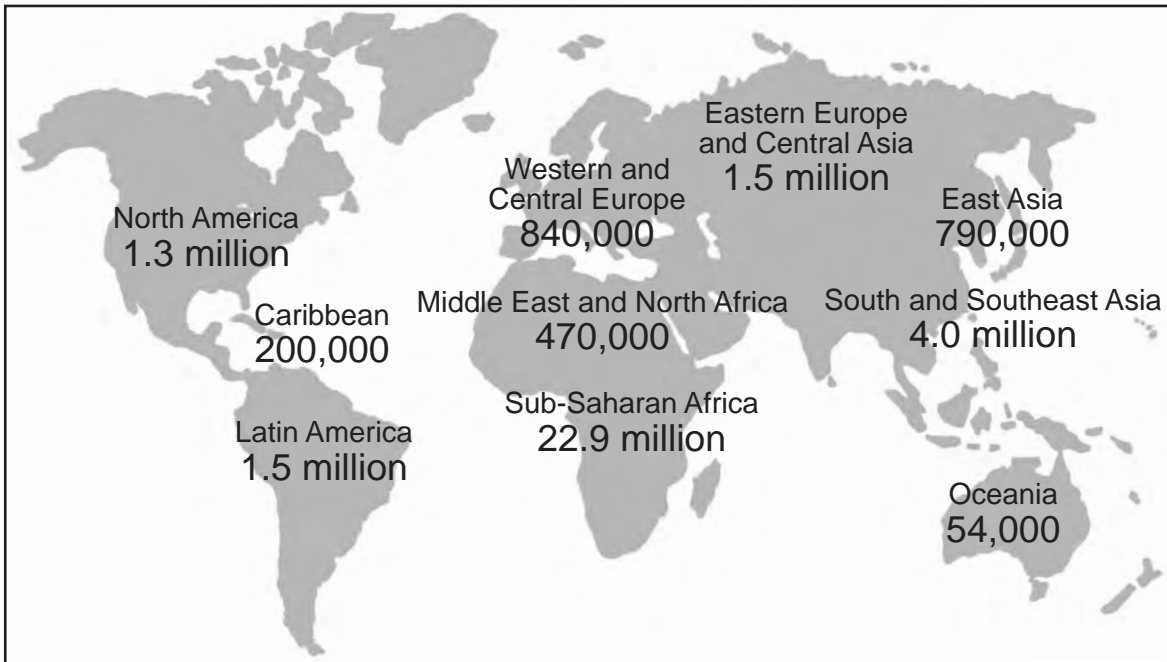 Eastern Europe
and Central Asia
1.5 million
Western and
Central Europe
840,000
East Asia
790,000
North America
1.3 million
Caribbean
200,000
Middle East and North Africa
470,000
South and Southeast Asia
4.0 million
Sub-Saharan Africa
22.9 million
Latin America
1.5 million
Oceania
54,000